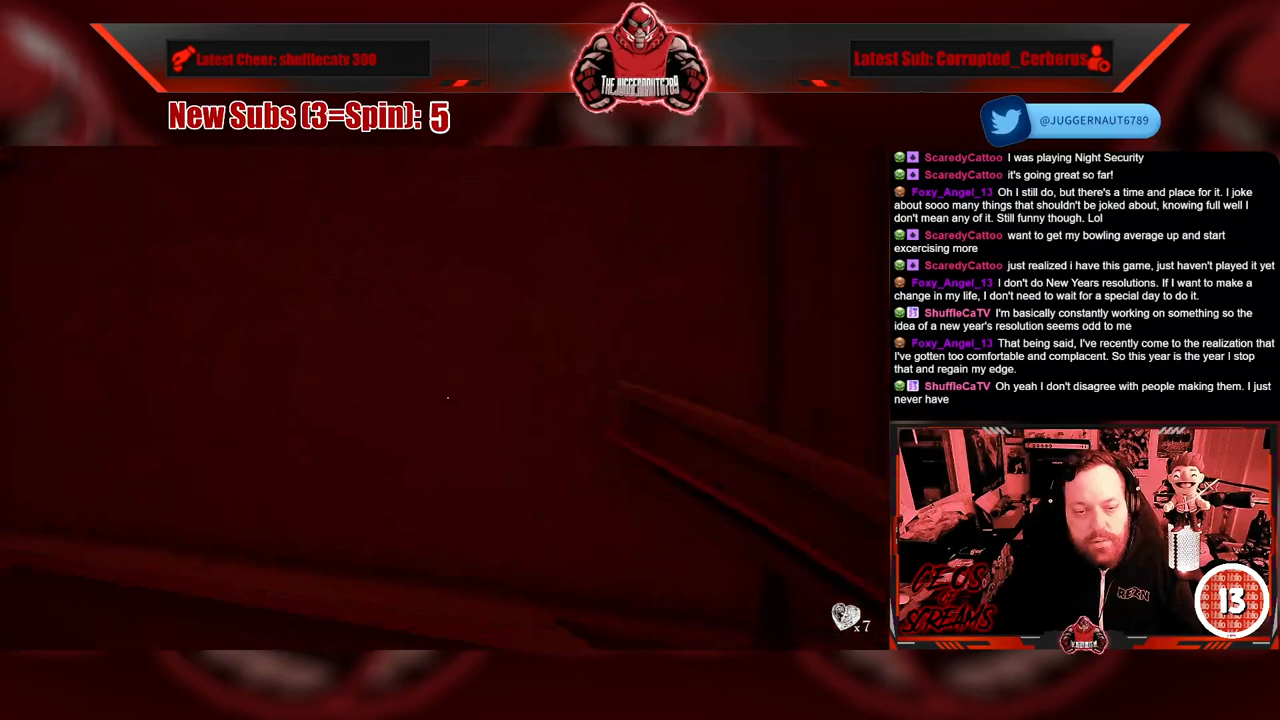 Latest Cheer: shufflecatv 300
THEJUGGERNAUT6789
Latest Sub: Corrupted_Cerberus
New Subs (3=Spin): 5
@JUGGERNAUT6789
ScaredyCattoo I was playing Night Security
ScaredyCattoo it's going great so far!
Foxy_Angel_13 Oh I still do, but there's a time and place for it. I joke
about sooo many things that shouldn't be joked about, knowing full well I
don't mean any of it. Still funny though. Lol
ScaredyCattoo want to get my bowling average up and start
excercising more
ScaredyCattoo just realized i have this game, just haven't played it yet
Foxy_Angel_13 I don't do New Years resolutions. If I want to make a
change in my life, I don't need to wait for a special day to do it.
ShuffleCaTV I'm basically constantly working on something so the
idea of a new year's resolution seems odd to me
Foxy_Angel_13 That being said, I've recently come to the realization that
I've gotten too comfortable and complacent. So this year is the year I stop
that and regain my edge.
ShuffleCaTV Oh yeah I don't disagree with people making them. I just
never have
REZN
SCREAMS
13
x 7